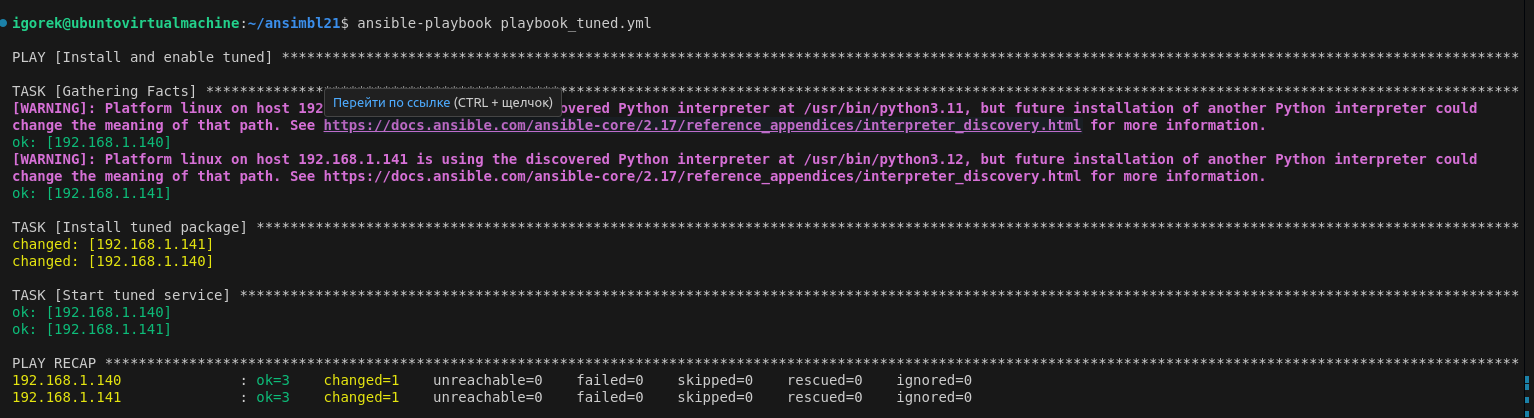 igorek@ubuntovirtualmachine:~/ansimbl21$ ansible-playbook playbook_tuned.yml
PLAY [Install and enable tuned] ****************************************************************************************************************************************************
TASK [Gathering Facts] *************************************************************************************************************************************************************
[WARNING]: Platform linux on host 192 Перейти по ссылке (CTRL + щелчок) overed Python interpreter at /usr/bin/python3.11, but future installation of another Python interpreter could
change the meaning of that path. See https://docs.ansible.com/ansible-core/2.17/reference_appendices/interpreter_discovery.html for more information.
ok: [192.168.1.140]
[WARNING]: Platform linux on host 192.168.1.141 is using the discovered Python interpreter at /usr/bin/python3.12, but future installation of another Python interpreter could
change the meaning of that path. See https://docs.ansible.com/ansible-core/2.17/reference_appendices/interpreter_discovery.html for more information.
ok: [192.168.1.141]
TASK [Install tuned package] *******************************************************************************************************************************************************
changed: [192.168.1.141]
changed: [192.168.1.140]
TASK [Start tuned service] *********************************************************************************************************************************************************
ok: [192.168.1.140]
ok: [192.168.1.141]
PLAY RECAP *************************************************************************************************************************************************************************
192.168.1.140 : ok=3 changed=1 unreachable=0 failed=0 skipped=0 rescued=0 ignored=0
192.168.1.141 : ok=3 changed=1 unreachable=0 failed=0 skipped=0 rescued=0 ignored=0